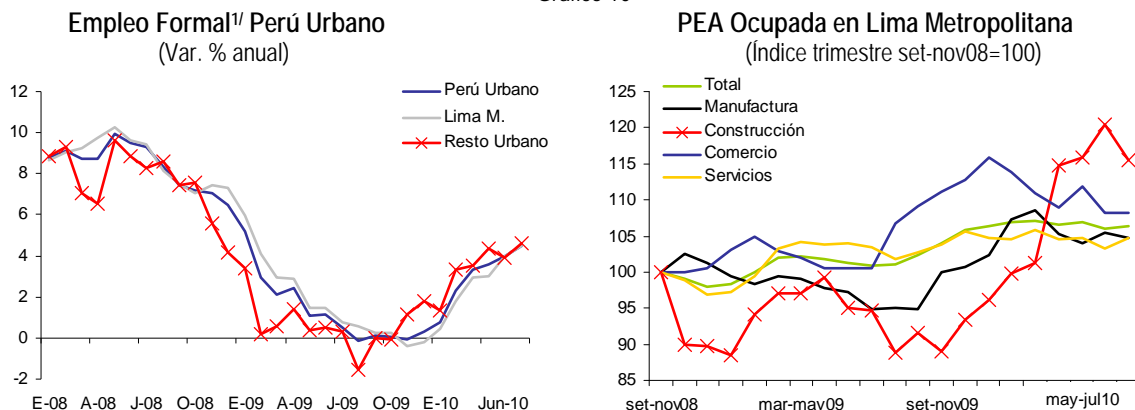 Empleo Formal1/ Perú Urbano
(Var. % anual)
Perú Urbano
Lima M.
Resto Urbano
12
10
8
6
4
2
0
-2
E-08 A-08 J-08 O-08 E-09 A-09 J-09 O-09 E-10 Jun-10
PEA Ocupada en Lima Metropolitana
(Índice trimestre set-nov08=100)
Total
Manufactura
Construcción
Comercio
Servicios
125
120
115
110
105
100
95
90
85
set-nov08 mar-may09 set-nov09 may-jul10